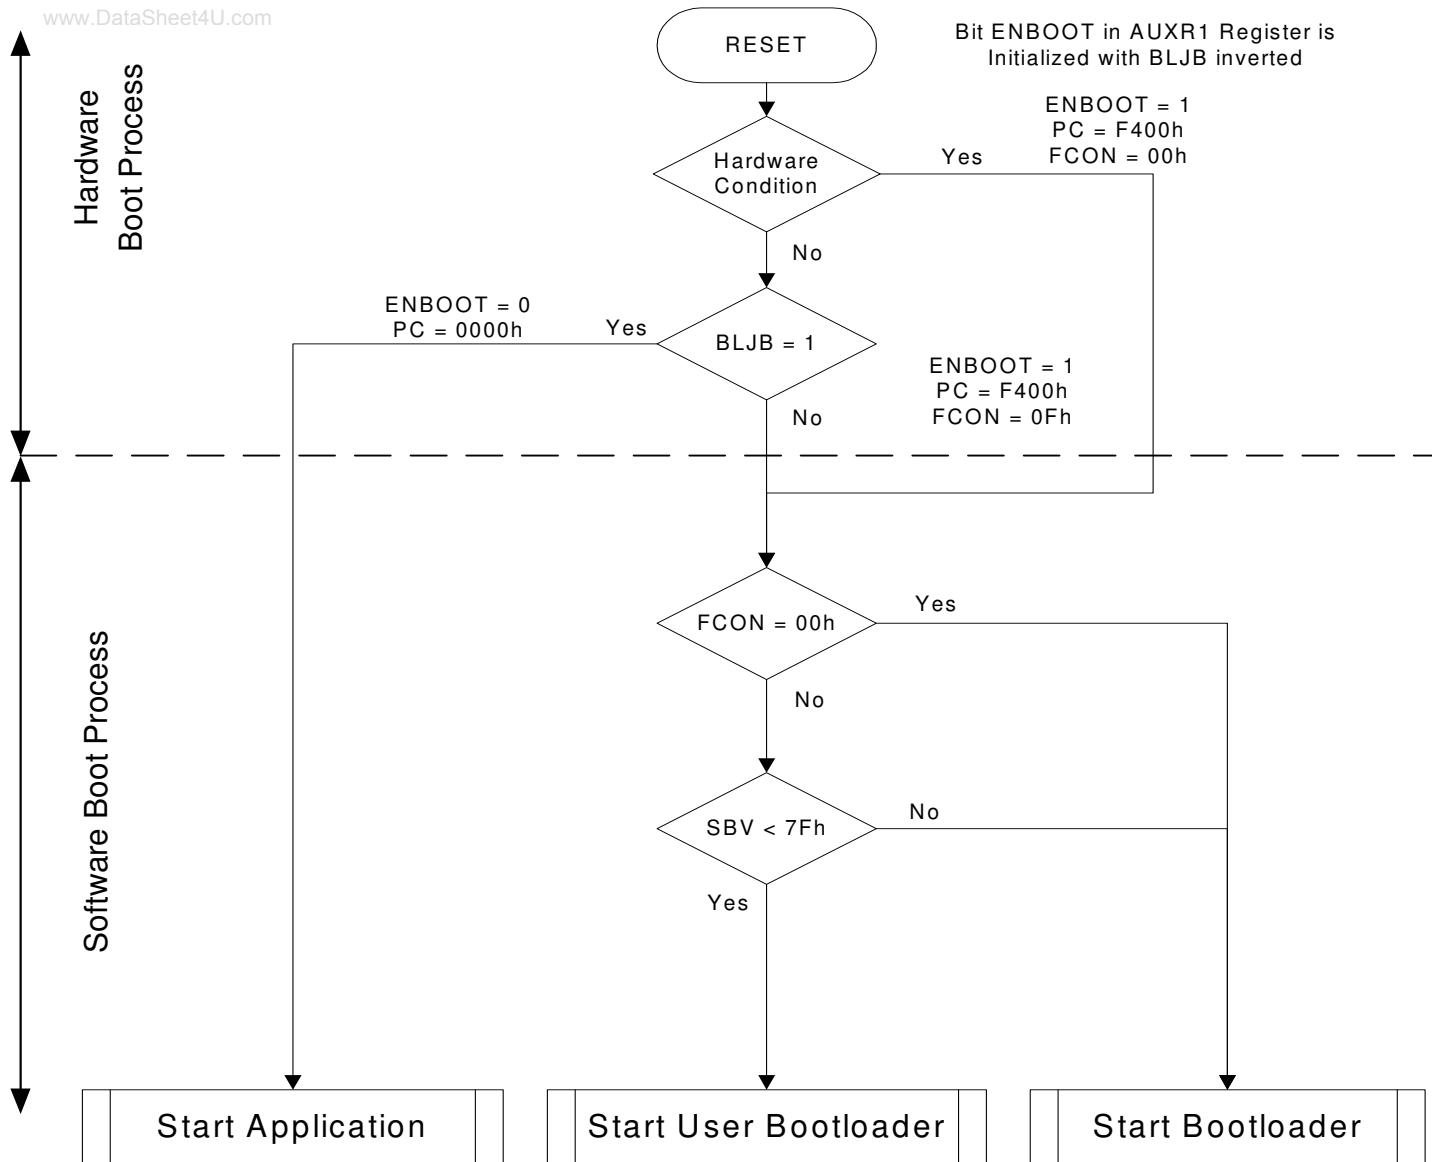 www.DataSheet4U.com
RESET
Bit ENBOOT in AUXR1 Register is
Initialized with BLJB inverted
Hardware
Boot Process
ENBOOT = 1
PC = F400h
FCON = 00h
Hardware
Condition
Yes
No
ENBOOT = 0
PC = 0000h
Yes
BLJB = 1
ENBOOT = 1
PC = F400h
FCON = 0Fh
No
Software Boot Process
FCON = 00h
Yes
No
SBV < 7Fh
No
Yes
Start Application
Start User Bootloader
Start Bootloader